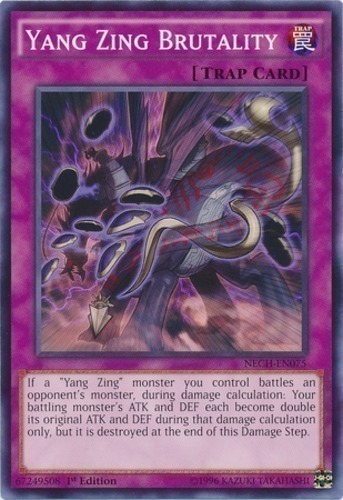 YANG ZING BRUTALITY
TRAP
罠
[TRAP CARD]
NECH-EN075
If a "Yang Zing" monster you control battles an
opponent's monster, during damage calculation: Your
battling monster's ATK and DEF each become double
its original ATK and DEF during that damage calculation
only, but it is destroyed at the end of this Damage Step.
67249508 1st Edition ©1996 KAZUKI TAKAHASHI